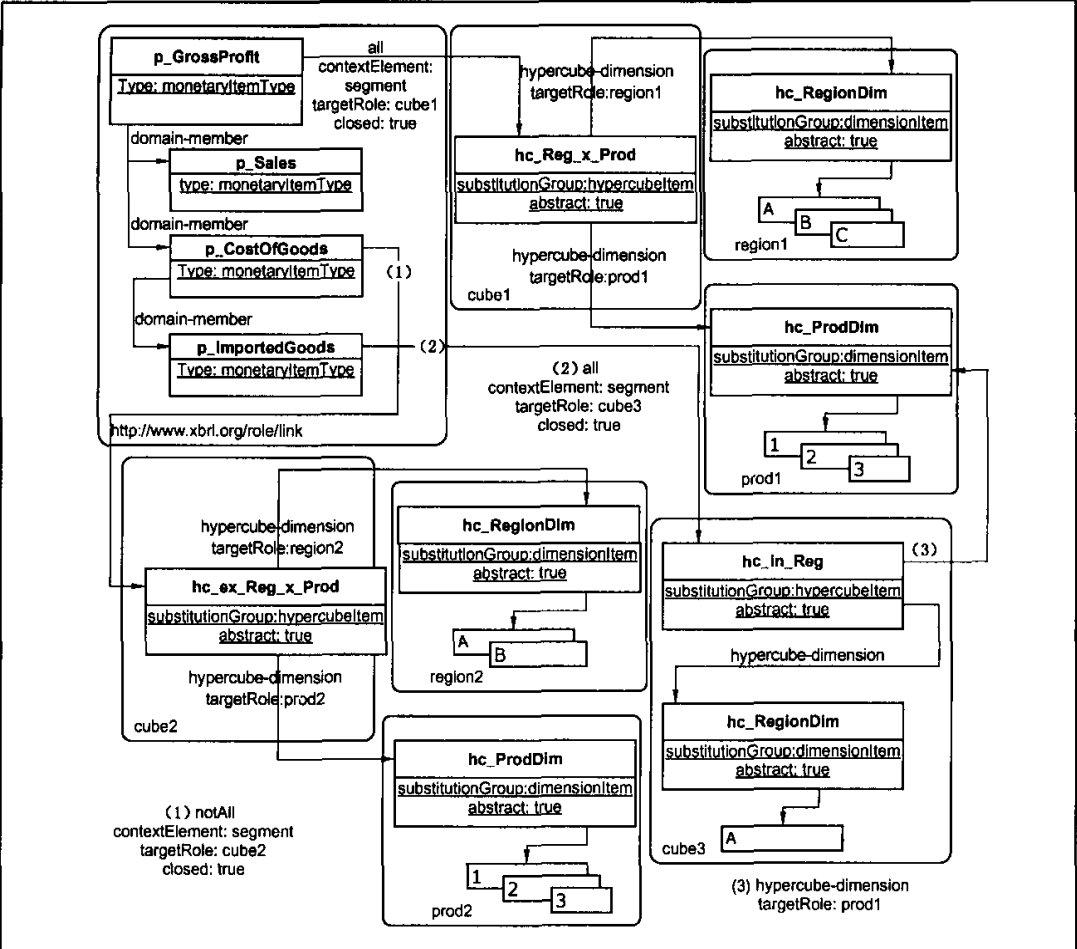 p_GrossProfit
Type: monetaryItemType
all
contextElement:
segment
targetRole: cube1
closed: true
domain-member
p_Sales
type: monetaryItemType
domain-member
p_CostOfGoods
Type: monetaryItemType
(1)
domain-member
p_ImportedGoods
Type: monetaryItemType
(2)
http://www.xbrl.org/role/link
hypercube-dimension
targetRole:region1
hc_Reg_x_Prod
substitutionGroup:hypercubeItem
abstract: true
hypercube-dimension
targetRole:prod1
cube1
hc_RegionDim
substitutionGroup:dimensionItem
abstract: true
A
B
C
region1
hc_ProdDim
substitutionGroup:dimensionItem
abstract: true
1
2
3
prod1
(2) all
contextElement: segment
targetRole: cube3
closed: true
hypercube-dimension
targetRole:region2
hc_ex_Reg_x_Prod
substitutionGroup:hypercubeItem
abstract: true
hypercube-dimension
targetRole:prod2
cube2
hc_RegionDim
substitutionGroup:dimensionItem
abstract: true
A
B
region2
hc_in_Reg
substitutionGroup:hypercubeItem
abstract: true
(3)
hypercube-dimension
hc_RegionDim
substitutionGroup:dimensionItem
abstract: true
A
cube3
hc_ProdDim
substitutionGroup:dimensionItem
abstract: true
1
2
3
prod2
(1) notAll
contextElement: segment
targetRole: cube2
closed: true
(3) hypercube-dimension
targetRole: prod1